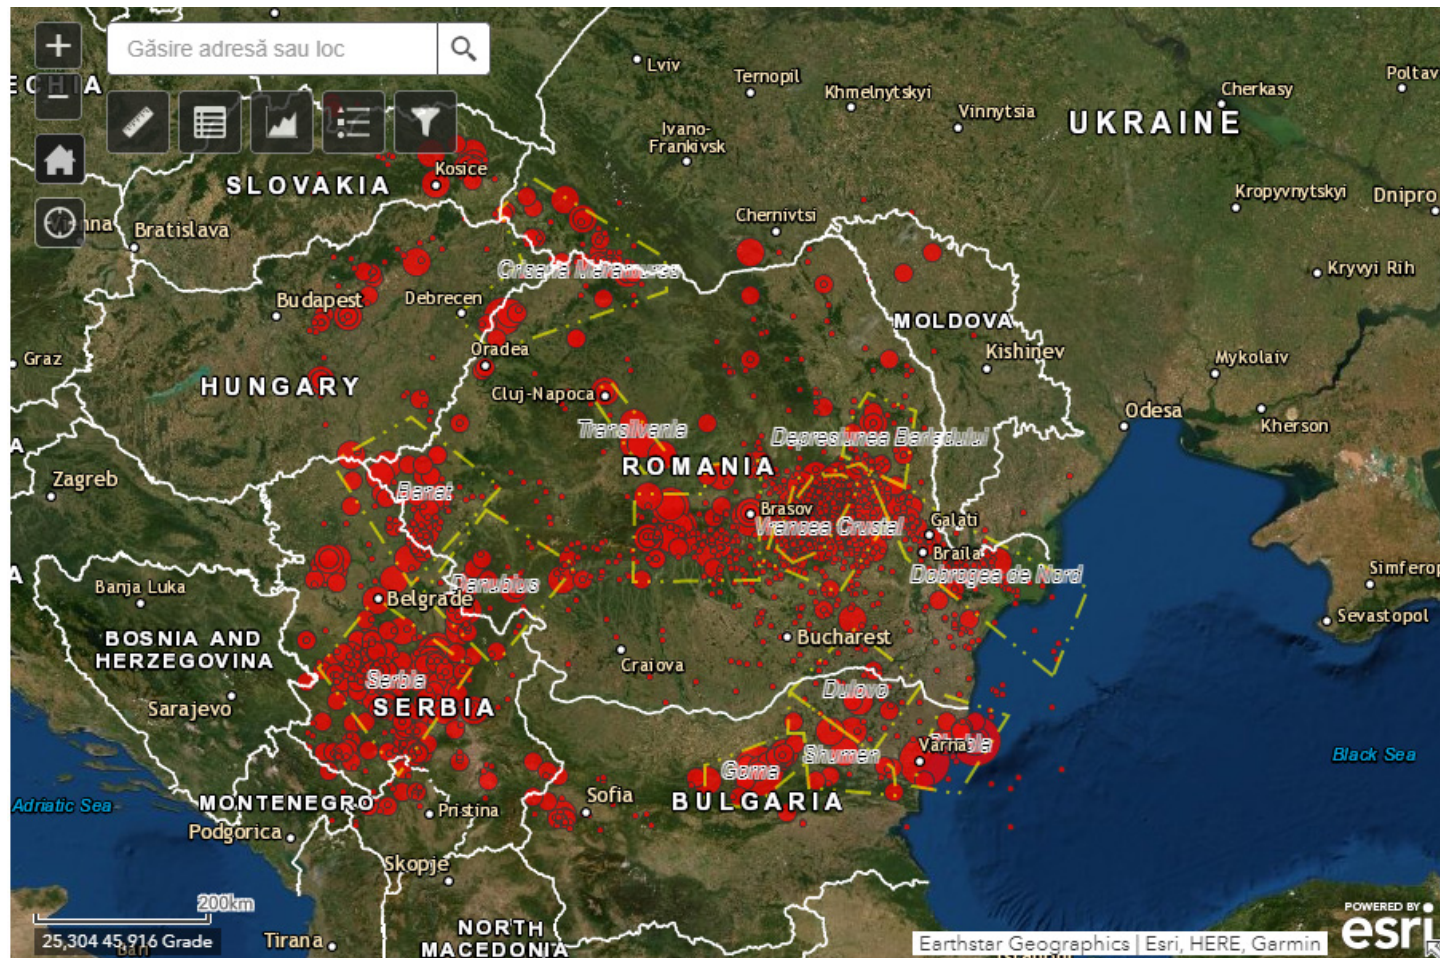 Găsire adresă sau loc
Lviv
Ternopil
Khmelnytskyi
Vinnytsia
Cherkasy
Poltav
UKRAINE
Ivano-
Frankivsk
Kosice
SLOVAKIA
Kropyvnytskyi
Dnipro
Chernivtsi
Bratislava
Crisana Maramures
Kryvyi Rih
Budapest
Debrecen
MOLDOVA
Kishinev
Graz
Oradea
Mykolaiv
HUNGARY
Cluj-Napoca
Odesa
Kherson
Transilvania
Depresiunea Barladului
ROMANIA
Zagreb
Banat
Brasov
Vrancea Crustal
Galati
Braila
Simferop
Banja Luka
Danubius
Dobrogea de Nord
Belgrade
Sevastopol
BOSNIA AND
HERZEGOVINA
Bucharest
Craiova
Serbia
Dulovo
Sarajevo
SERBIA
Varna
Shumen
Black Sea
Gorna
Sofia
BULGARIA
Adriatic Sea
MONTENEGRO
Pristina
Podgorica
Skopje
200km
POWERED BY
esri
25,304 45,916 Grade
Bari
Tirana
NORTH
MACEDONIA
Earthstar Geographics | Esri, HERE, Garmin